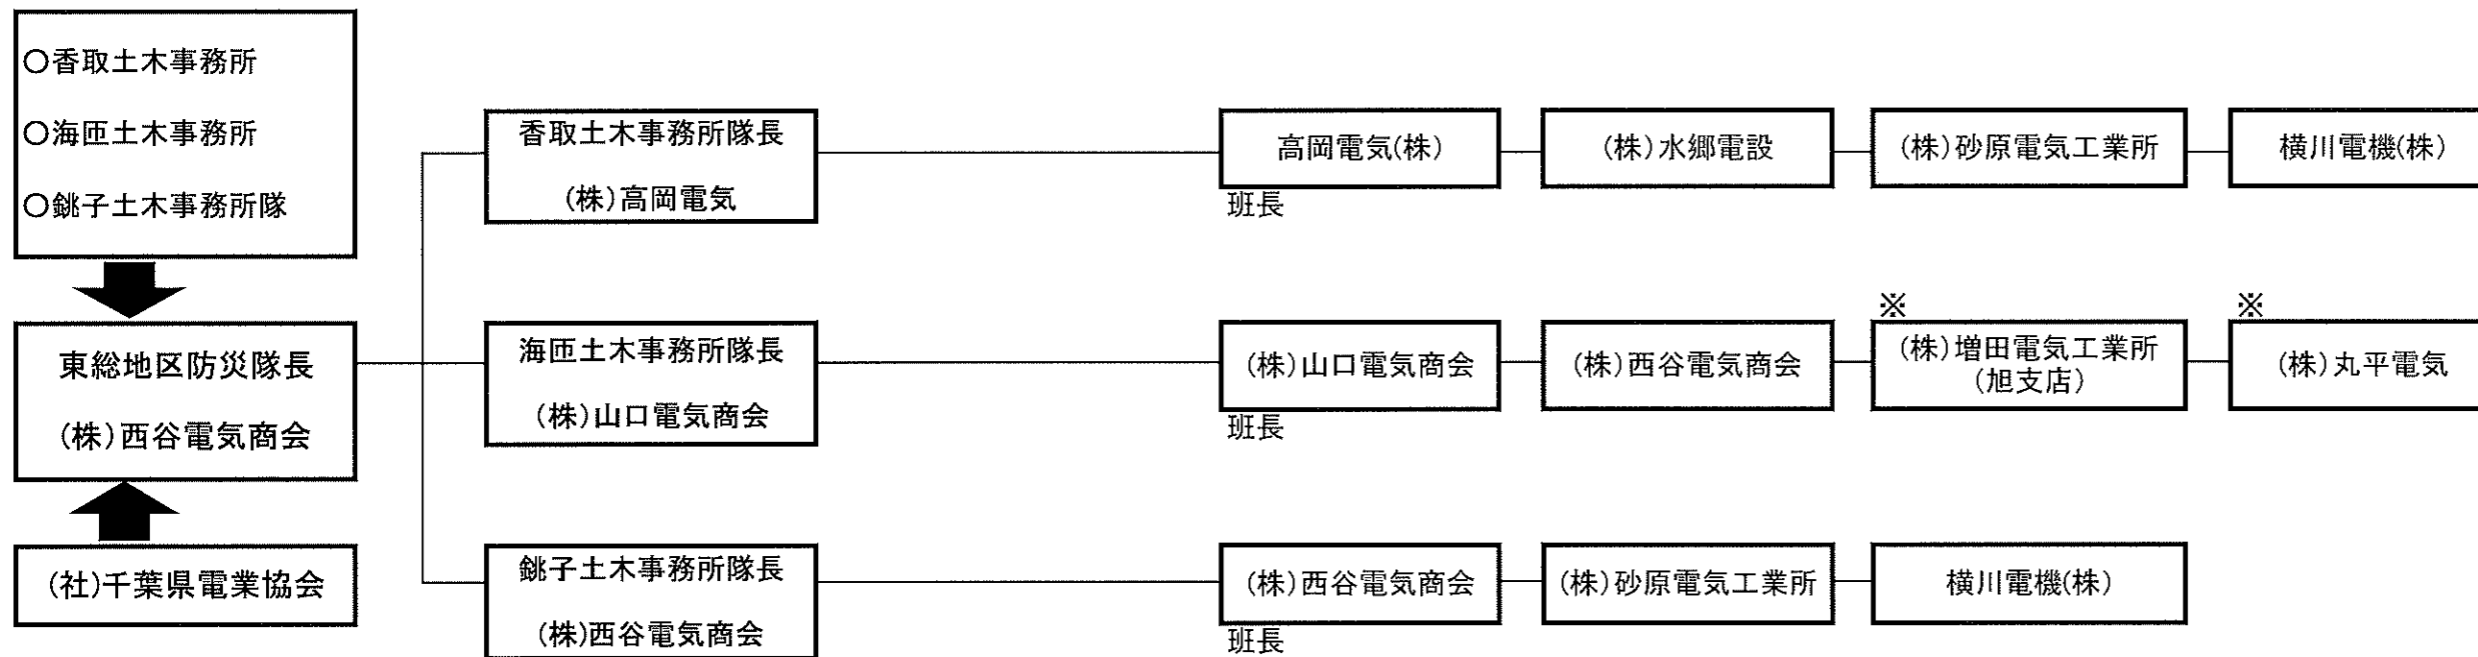 ○香取土木事務所
○海匝土木事務所
○銚子土木事務所隊
東総地区防災隊長
(株)西谷電気商会
(社)千葉県電業協会
香取土木事務所隊長
(株)高岡電気
高岡電気(株)
班長
(株)水郷電設
(株)砂原電気工業所
横川電機(株)
海匝土木事務所隊長
(株)山口電気商会
(株)山口電気商会
班長
(株)西谷電気商会
※
(株)増田電気工業所
(旭支店)
※
(株)丸平電気
銚子土木事務所隊長
(株)西谷電気商会
(株)西谷電気商会
班長
(株)砂原電気工業所
横川電機(株)